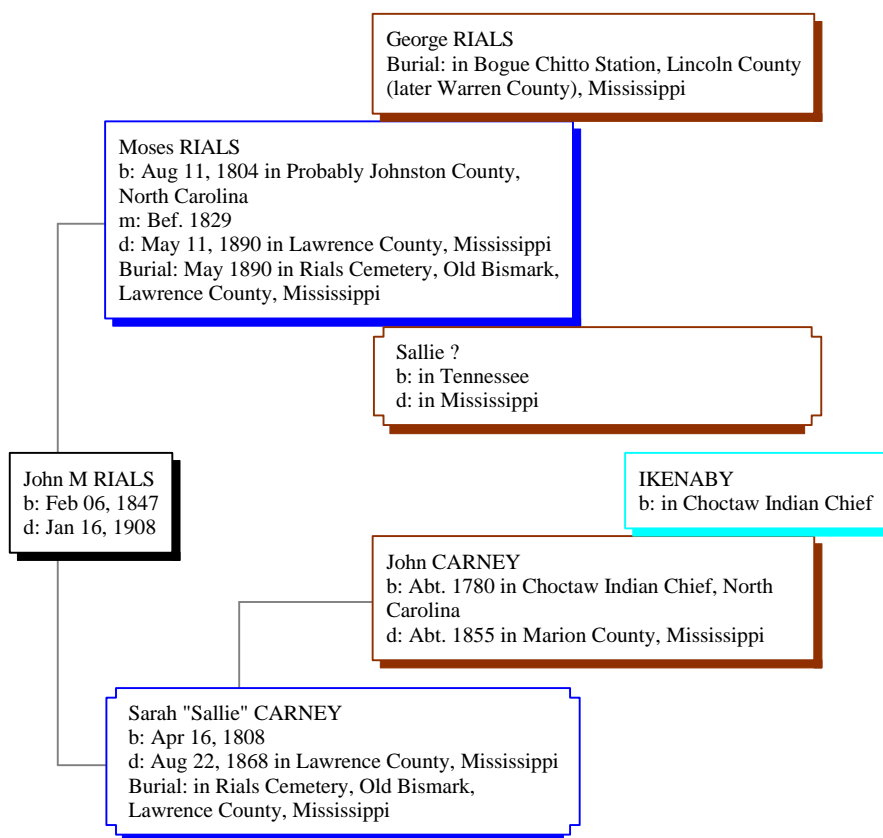 George RIALS
Burial: in Bogue Chitto Station, Lincoln County
(later Warren County), Mississippi
Moses RIALS
b: Aug 11, 1804 in Probably Johnston County,
North Carolina
m: Bef. 1829
d: May 11, 1890 in Lawrence County, Mississippi
Burial: May 1890 in Rials Cemetery, Old Bismark,
Lawrence County, Mississippi
Sallie ?
b: in Tennessee
d: in Mississippi
John M RIALS
b: Feb 06, 1847
d: Jan 16, 1908
IKENABY
b: in Choctaw Indian Chief
John CARNEY
b: Abt. 1780 in Choctaw Indian Chief, North
Carolina
d: Abt. 1855 in Marion County, Mississippi
Sarah "Sallie" CARNEY
b: Apr 16, 1808
d: Aug 22, 1868 in Lawrence County, Mississippi
Burial: in Rials Cemetery, Old Bismark,
Lawrence County, Mississippi